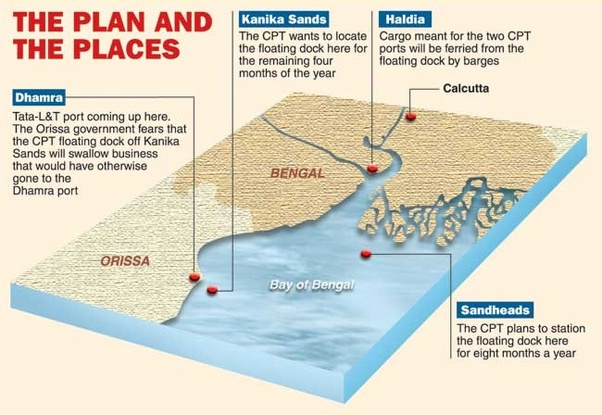 THE PLAN AND
THE PLACES
Kanika Sands
The CPT wants to locate
the floating dock here for
the remaining four
months of the year
Haldia
Cargo meant for the two CPT
ports will be ferried from the
floating dock by barges
Calcutta
Dhamra
Tata-L&T port coming up here.
The Orissa government fears that
the CPT floating dock off Kanika
Sands will swallow business
that would have otherwise
gone to the
Dhamra port
BENGAL
ORISSA
Bay of Bengal
Sandheads
The CPT plans to station
the floating dock here
for eight months a year